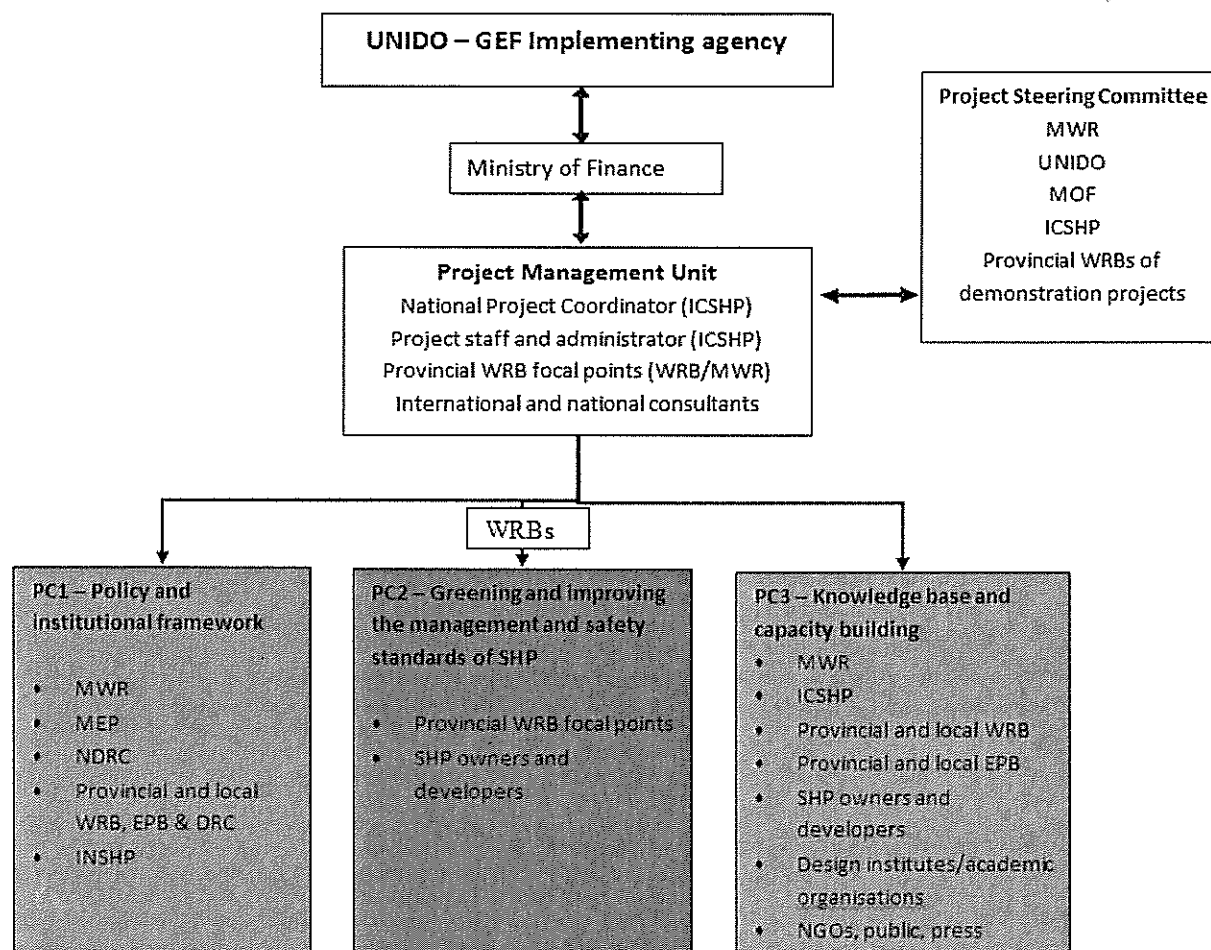 UNIDO – GEF Implementing agency
Project Steering Committee
MWR
UNIDO
MOF
ICSHP
Provincial WRBs of
demonstration projects
Ministry of Finance
Project Management Unit
National Project Coordinator (ICSHP)
Project staff and administrator (ICSHP)
Provincial WRB focal points (WRB/MWR)
International and national consultants
WRBs
PC1 – Policy and
institutional framework
• MWR
• MEP
• NDRC
• Provincial and local
WRB, EPB & DRC
• INSHP
PC2 – Greening and improving
the management and safety
standards of SHP
• Provincial WRB focal points
• SHP owners and
developers
PC3 – Knowledge base and
capacity building
• MWR
• ICSHP
• Provincial and local WRB
• Provincial and local EPB
• SHP owners and
developers
• Design institutes/academic
organisations
• NGOs, public, press